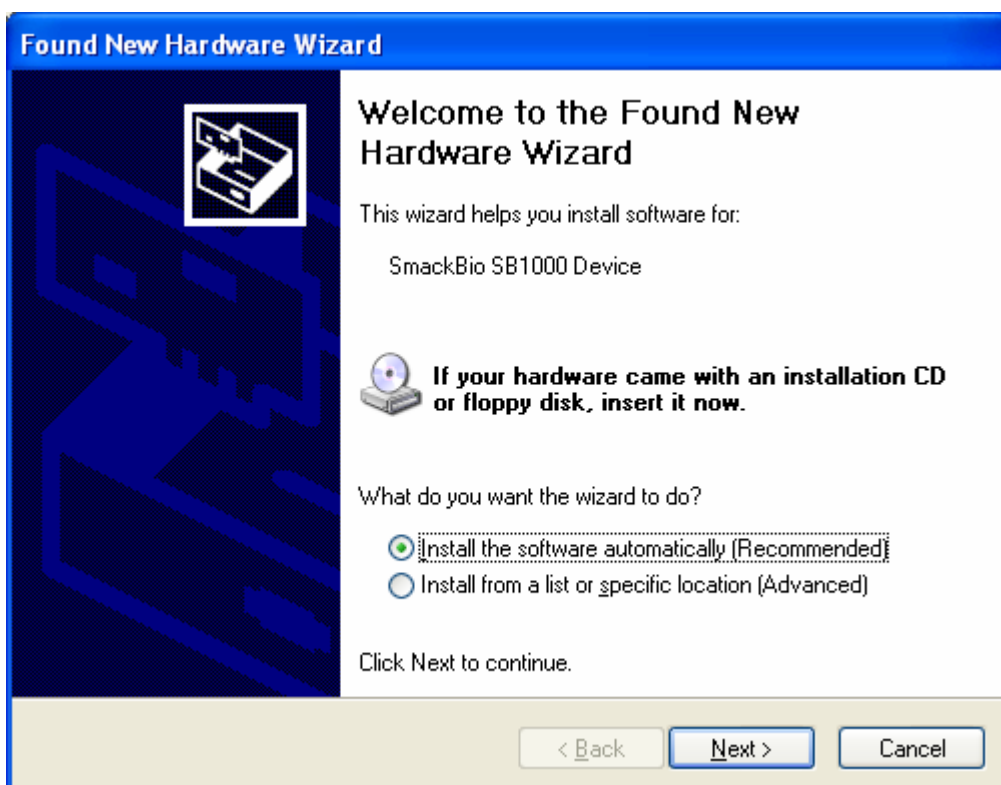 Found New Hardware Wizard
Welcome to the Found New
Hardware Wizard
This wizard helps you install software for:
SmackBio SB1000 Device
If your hardware came with an installation CD
or floppy disk, insert it now.
What do you want the wizard to do?
Install the software automatically (Recommended)
Install from a list or specific location (Advanced)
Click Next to continue.
< Back Next > Cancel